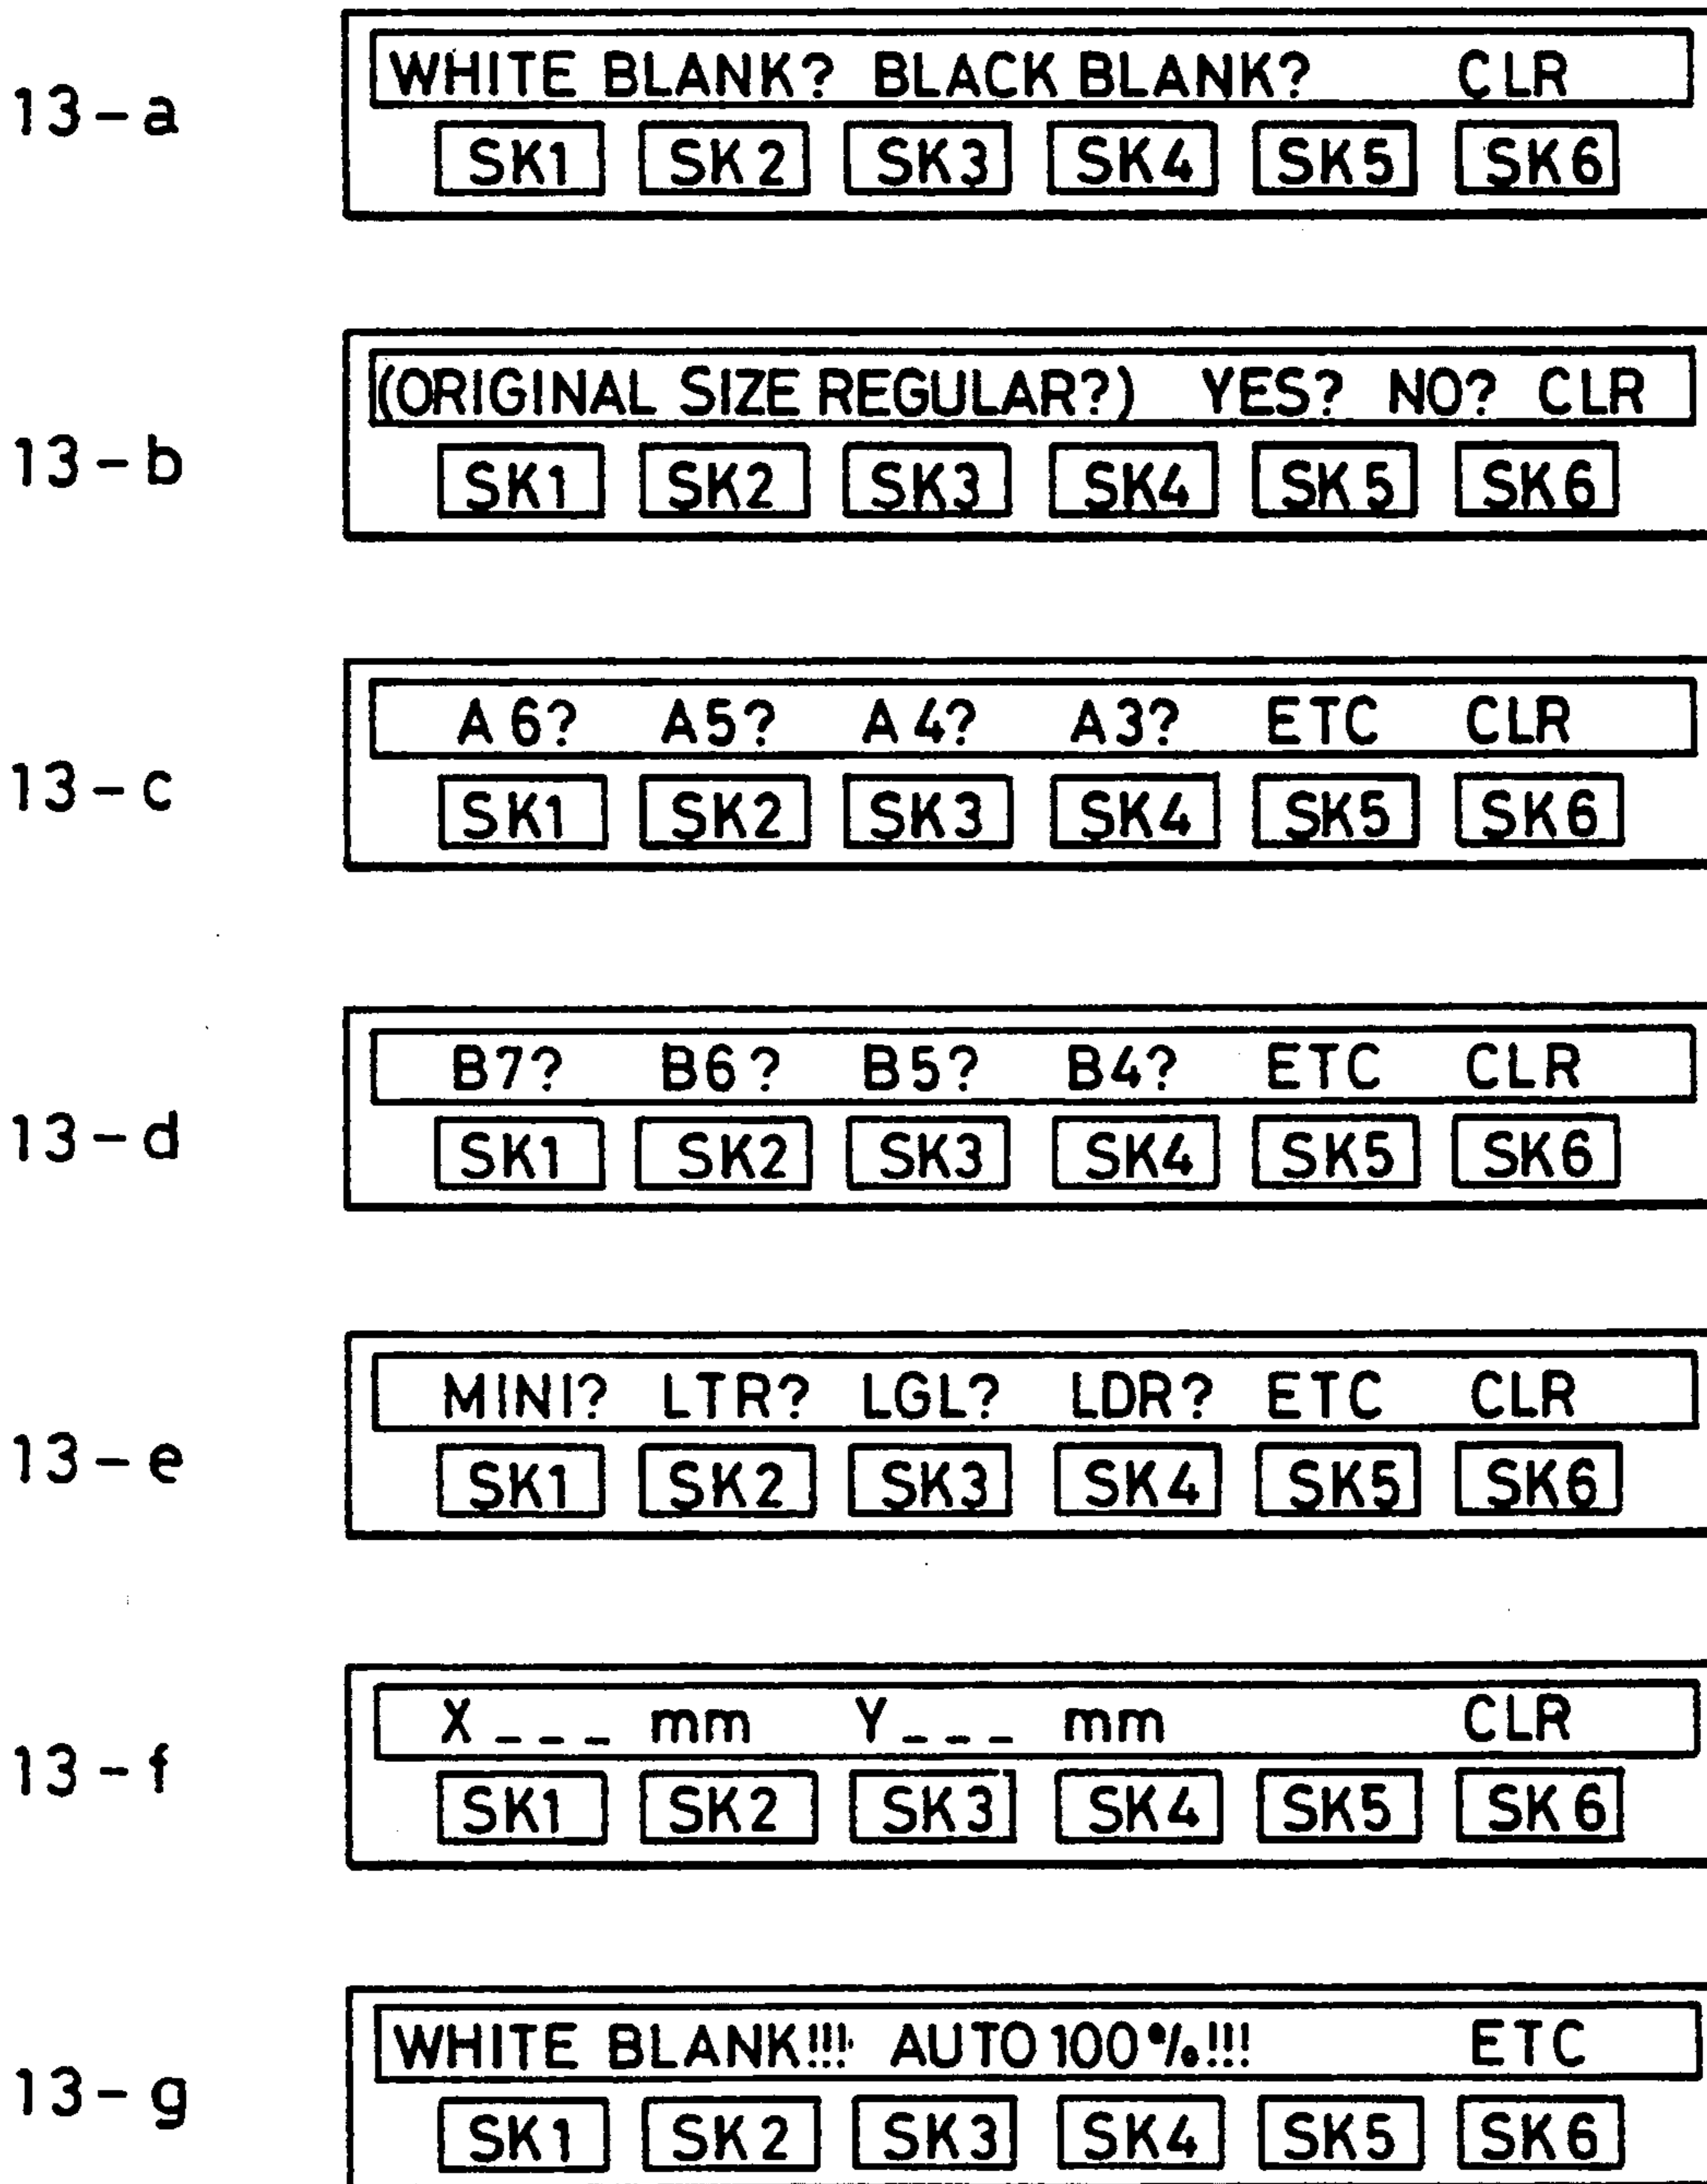 13-a
WHITE BLANK? BLACK BLANK? CLR
SK1 SK2 SK3 SK4 SK5 SK6
13-b
(ORIGINAL SIZE REGULAR?) YES? NO? CLR
SK1 SK2 SK3 SK4 SK5 SK6
13-c
A6? A5? A4? A3? ETC CLR
SK1 SK2 SK3 SK4 SK5 SK6
13-d
B7? B6? B5? B4? ETC CLR
SK1 SK2 SK3 SK4 SK5 SK6
13-e
MINI? LTR? LGL? LDR? ETC CLR
SK1 SK2 SK3 SK4 SK5 SK6
13-f
X _ _ _ mm Y _ _ _ mm CLR
SK1 SK2 SK3 SK4 SK5 SK6
13-g
WHITE BLANK!!! AUTO 100%!!! ETC
SK1 SK2 SK3 SK4 SK5 SK6